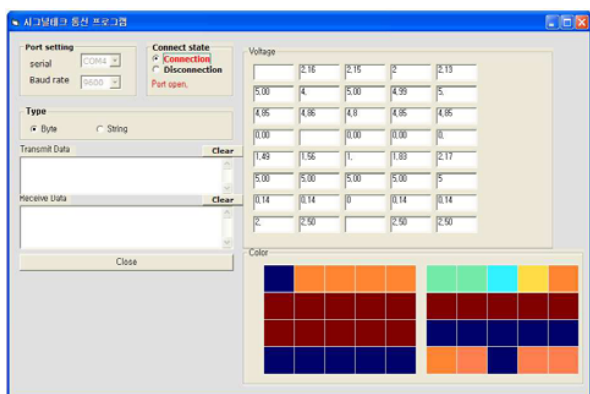 시그널테크 통신 프로그램
Port setting
serial COM4
Baud rate 9600
Connect state
Connection
Disconnection
Port open,
Type
Byte String
Transmit Data Clear
Receive Data Clear
Close
Voltage
2,16 2,15 2 2,13
5,00 4, 5,00 4,99 5,
4,85 4,86 4,8 4,85 4,85
0,00 0,00 0,00 0,
1,49 1,56 1, 1,83 2,17
5,00 5,00 5,00 5,00 5
0,14 0,14 0 0,14 0,14
2, 2,50 2,50 2,50
Color